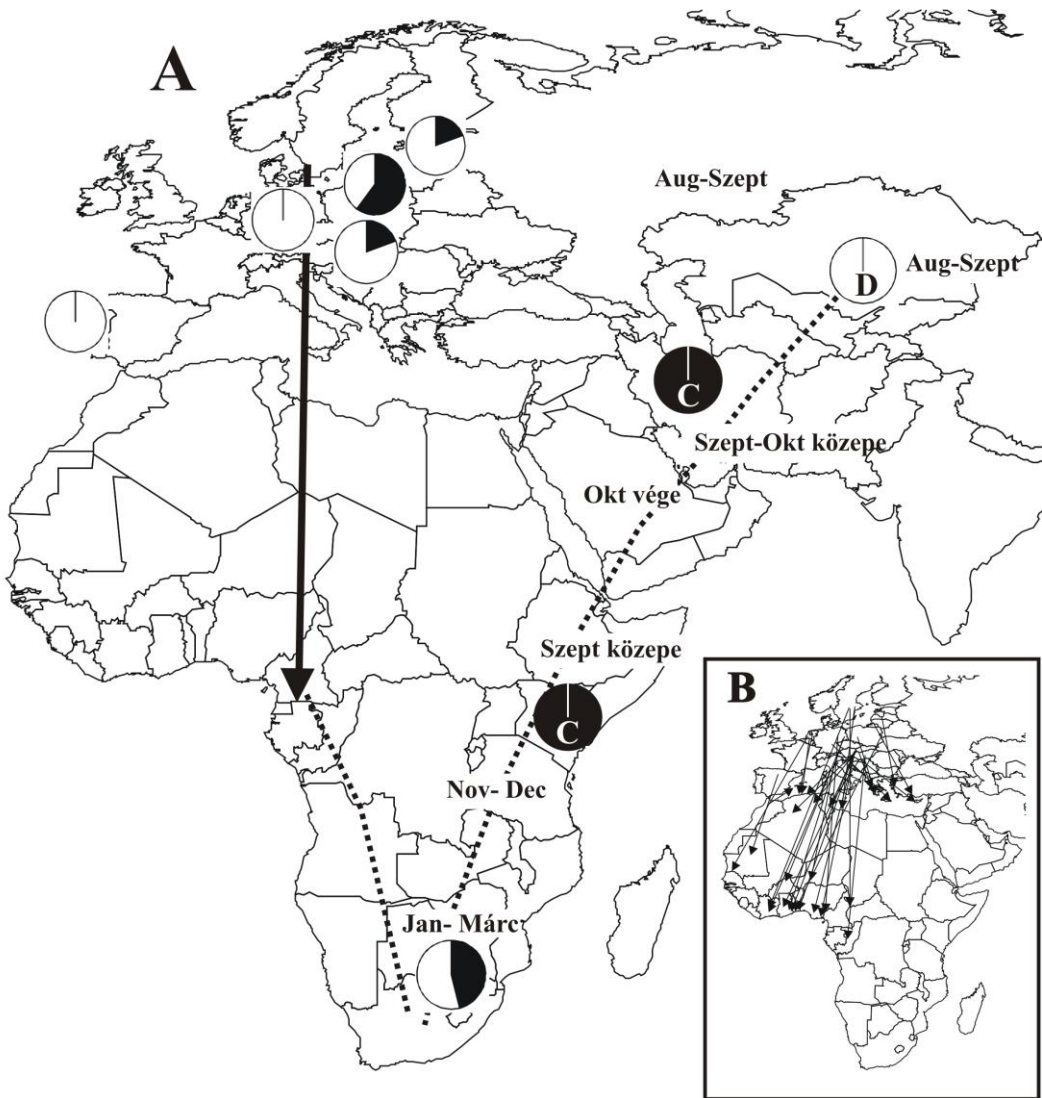 A
Aug-Szept
Aug-Szept
D
C
Szept-Okt közepe
Okt vége
Szept közepe
C
Nov- Dec
Jan- Márc
B